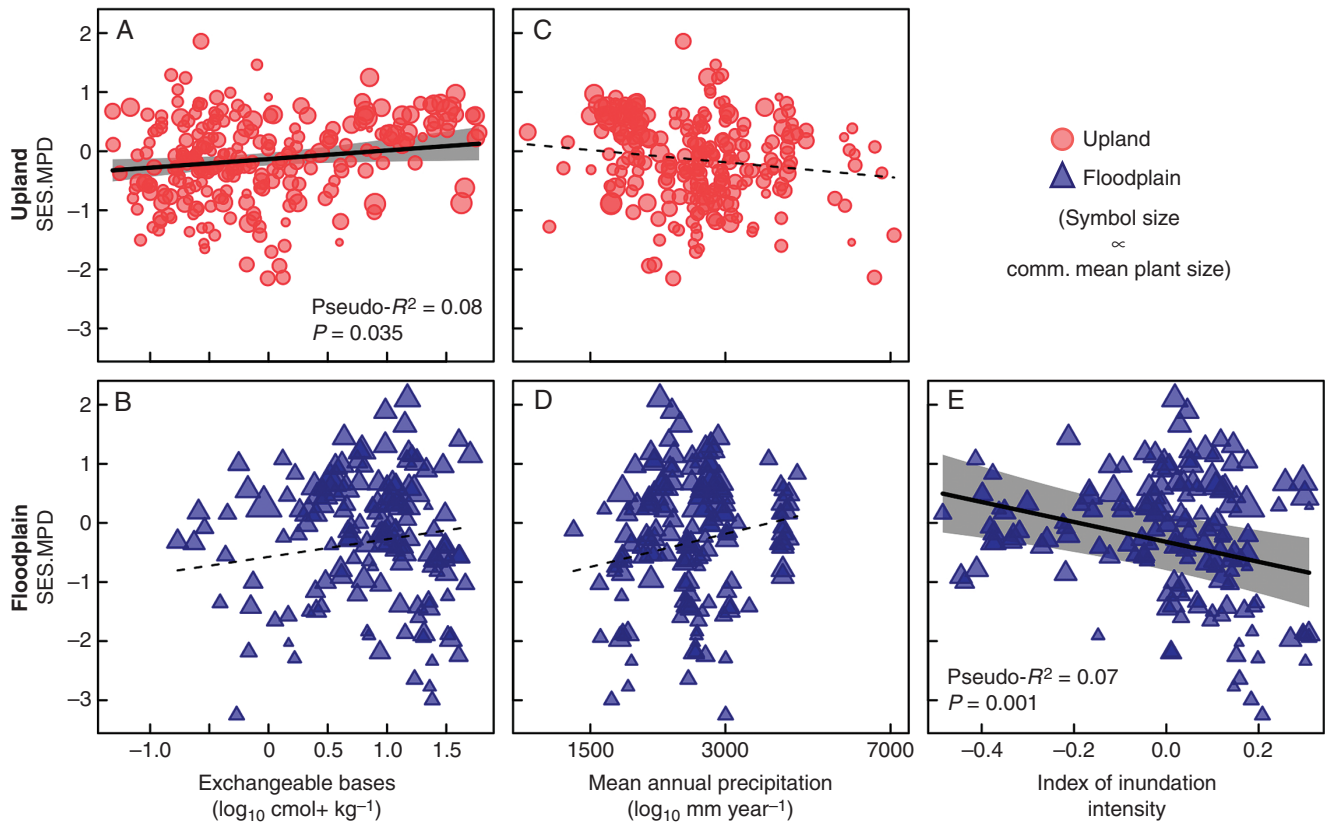 A
C
2
1
0
−1
−2
−3
Upland
SES.MPD
Pseudo-R² = 0.08
P = 0.035
Upland
Floodplain
(Symbol size
∝
comm. mean plant size)
B
D
E
2
1
0
−1
−2
−3
Floodplain
SES.MPD
Pseudo-R² = 0.07
P = 0.001
−1.0 0 0.5 1.0 1.5
1500 3000 7000
−0.4 −0.2 0.0 0.2
Exchangeable bases
(log₁₀ cmol+ kg⁻¹)
Mean annual precipitation
(log₁₀ mm year⁻¹)
Index of inundation
intensity